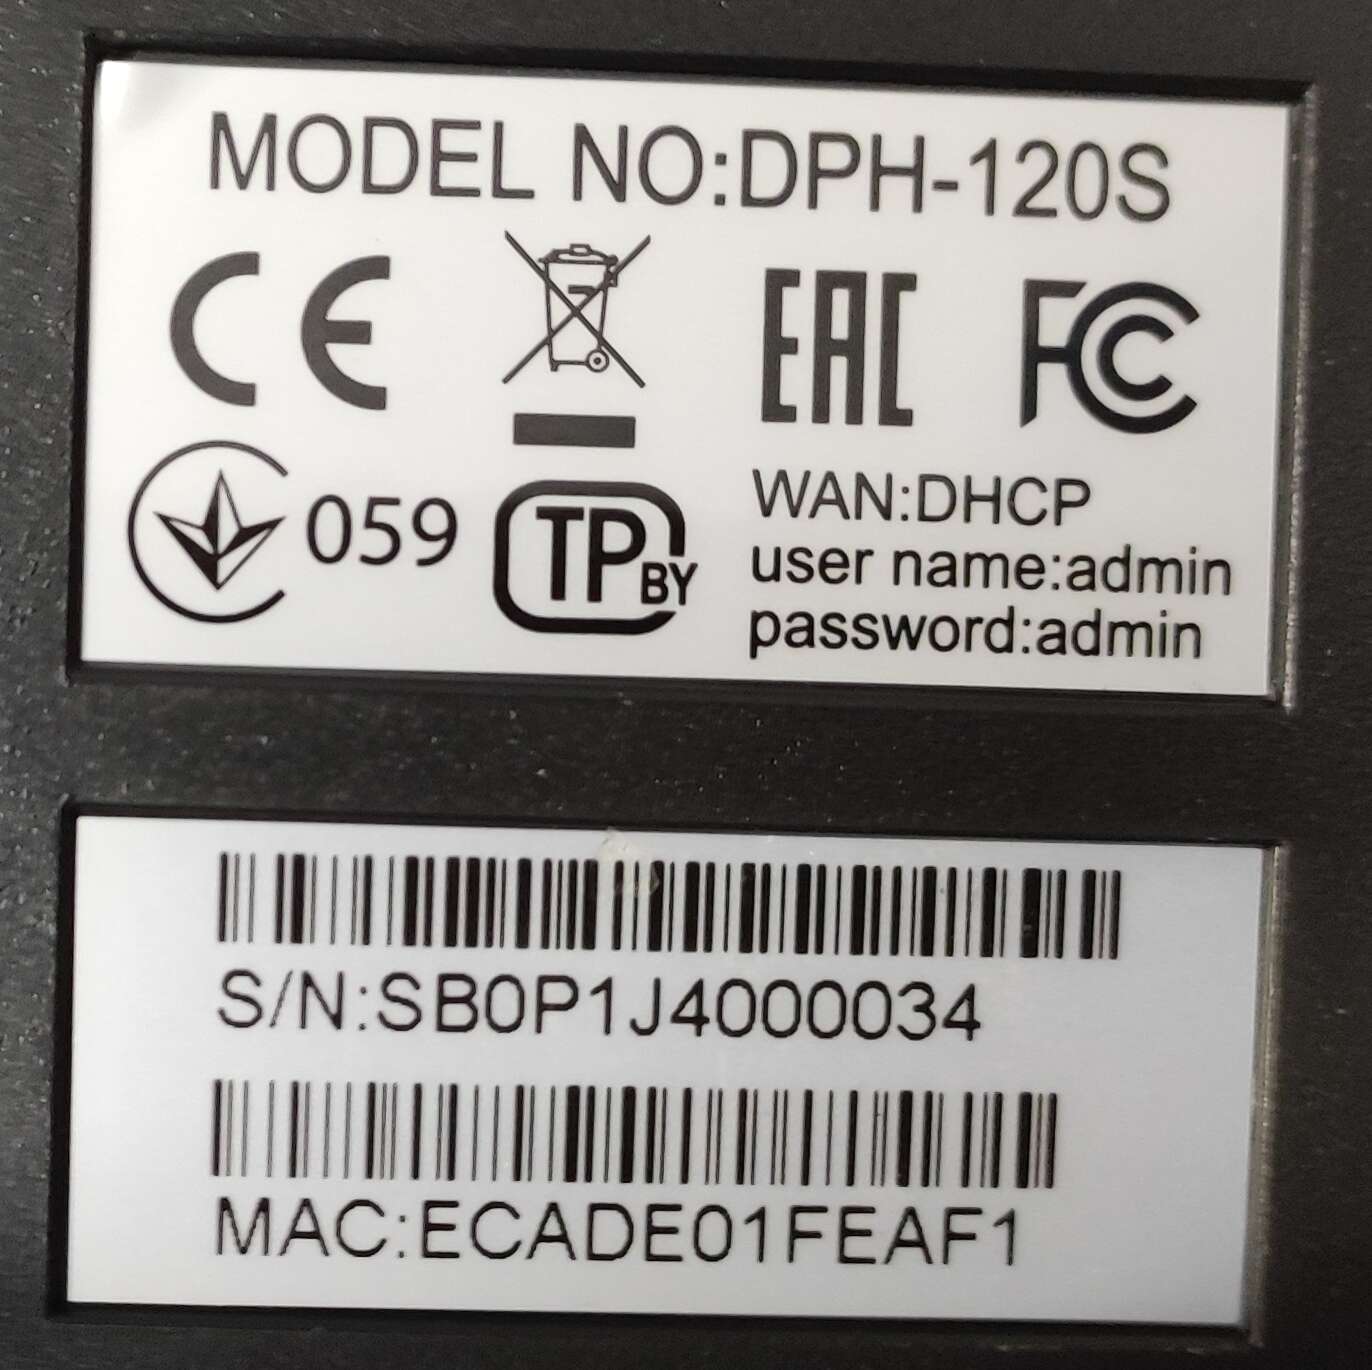 MODEL NO:DPH-120S
CE EAC FC
059 TP BY
WAN:DHCP
user name:admin
password:admin
S/N:SB0P1J4000034
MAC:ECADE01FEAF1